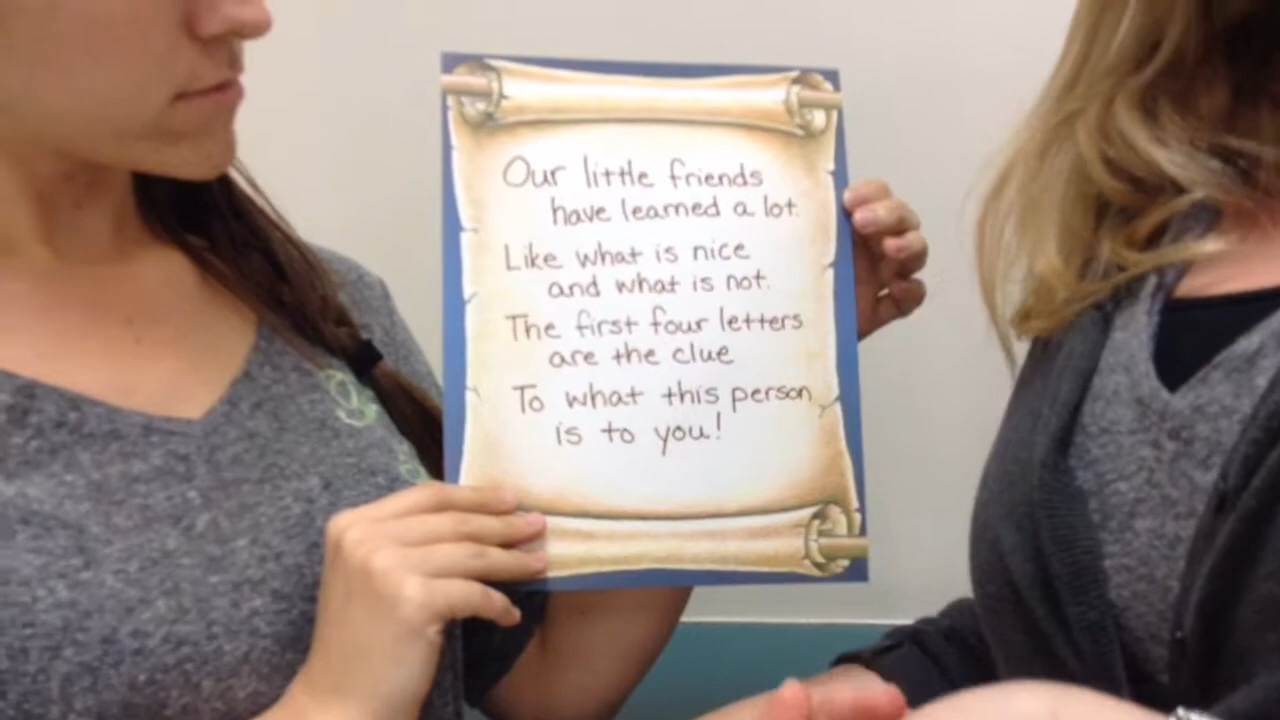 Our little friends
have learned a lot.
Like what is nice
and what is not.
The first four letters
are the clue
To what this person
is to you!